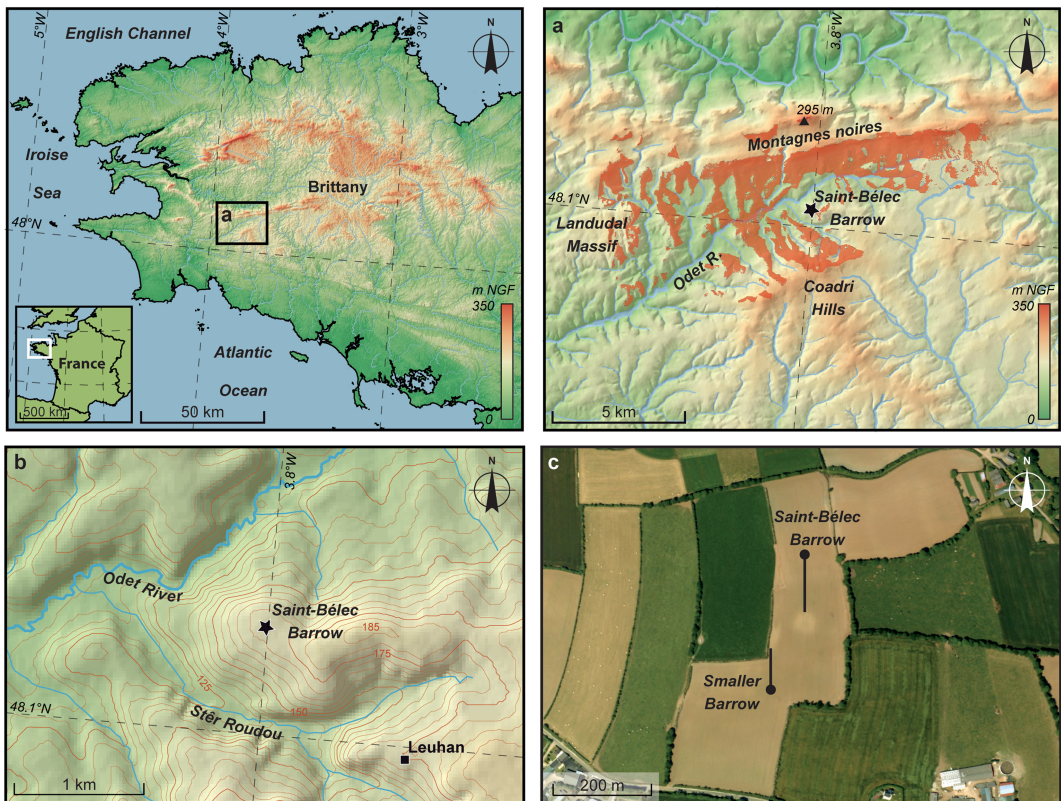 5°W
4°W
3°W
English Channel
N
Iroise
Sea
Brittany
a
48°N
m NGF
350
0
France
500 km
Atlantic
Ocean
50 km
a
3.8°W
N
295 m
Montagnes noires
48.1°N
Saint-Bélec
Barrow
Landudal
Massif
Odet R.
Coadri
Hills
m NGF
350
0
5 km
b
3.8°W
N
Odet River
Saint-Bélec
Barrow
185
175
125
150
48.1°N
Stêr Roudou
Leuhan
1 km
c
N
Saint-Bélec
Barrow
Smaller
Barrow
200 m